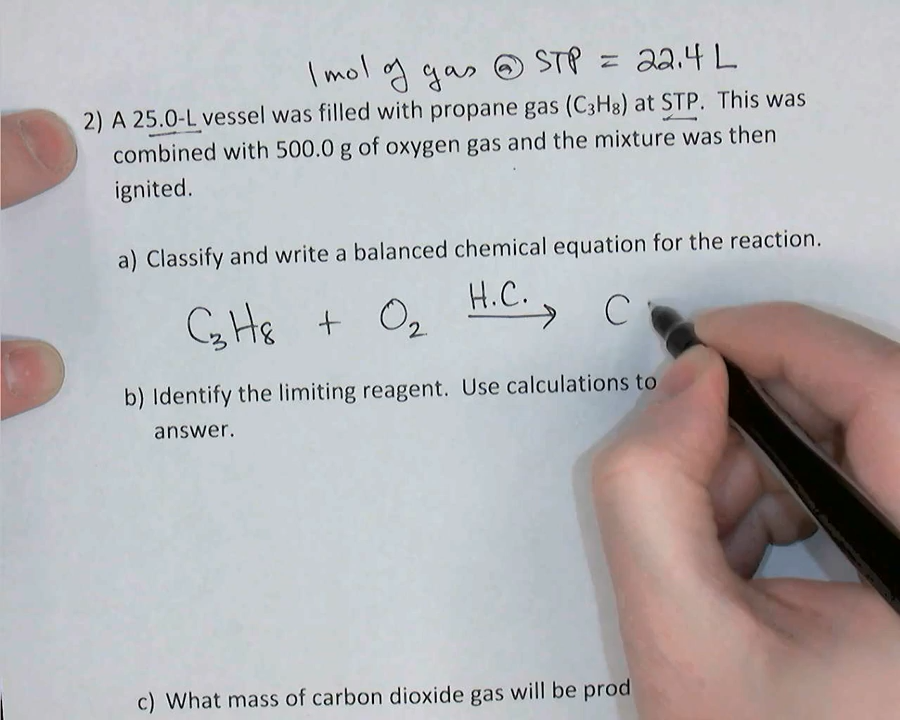 1 mol of gas @ STP = 22.4 L
2) A 25.0-L vessel was filled with propane gas (C₃H₈) at STP. This was
combined with 500.0 g of oxygen gas and the mixture was then
ignited.
a) Classify and write a balanced chemical equation for the reaction.
C₃H₈ + O₂ H.C. → C
b) Identify the limiting reagent. Use calculations to
answer.
c) What mass of carbon dioxide gas will be prod